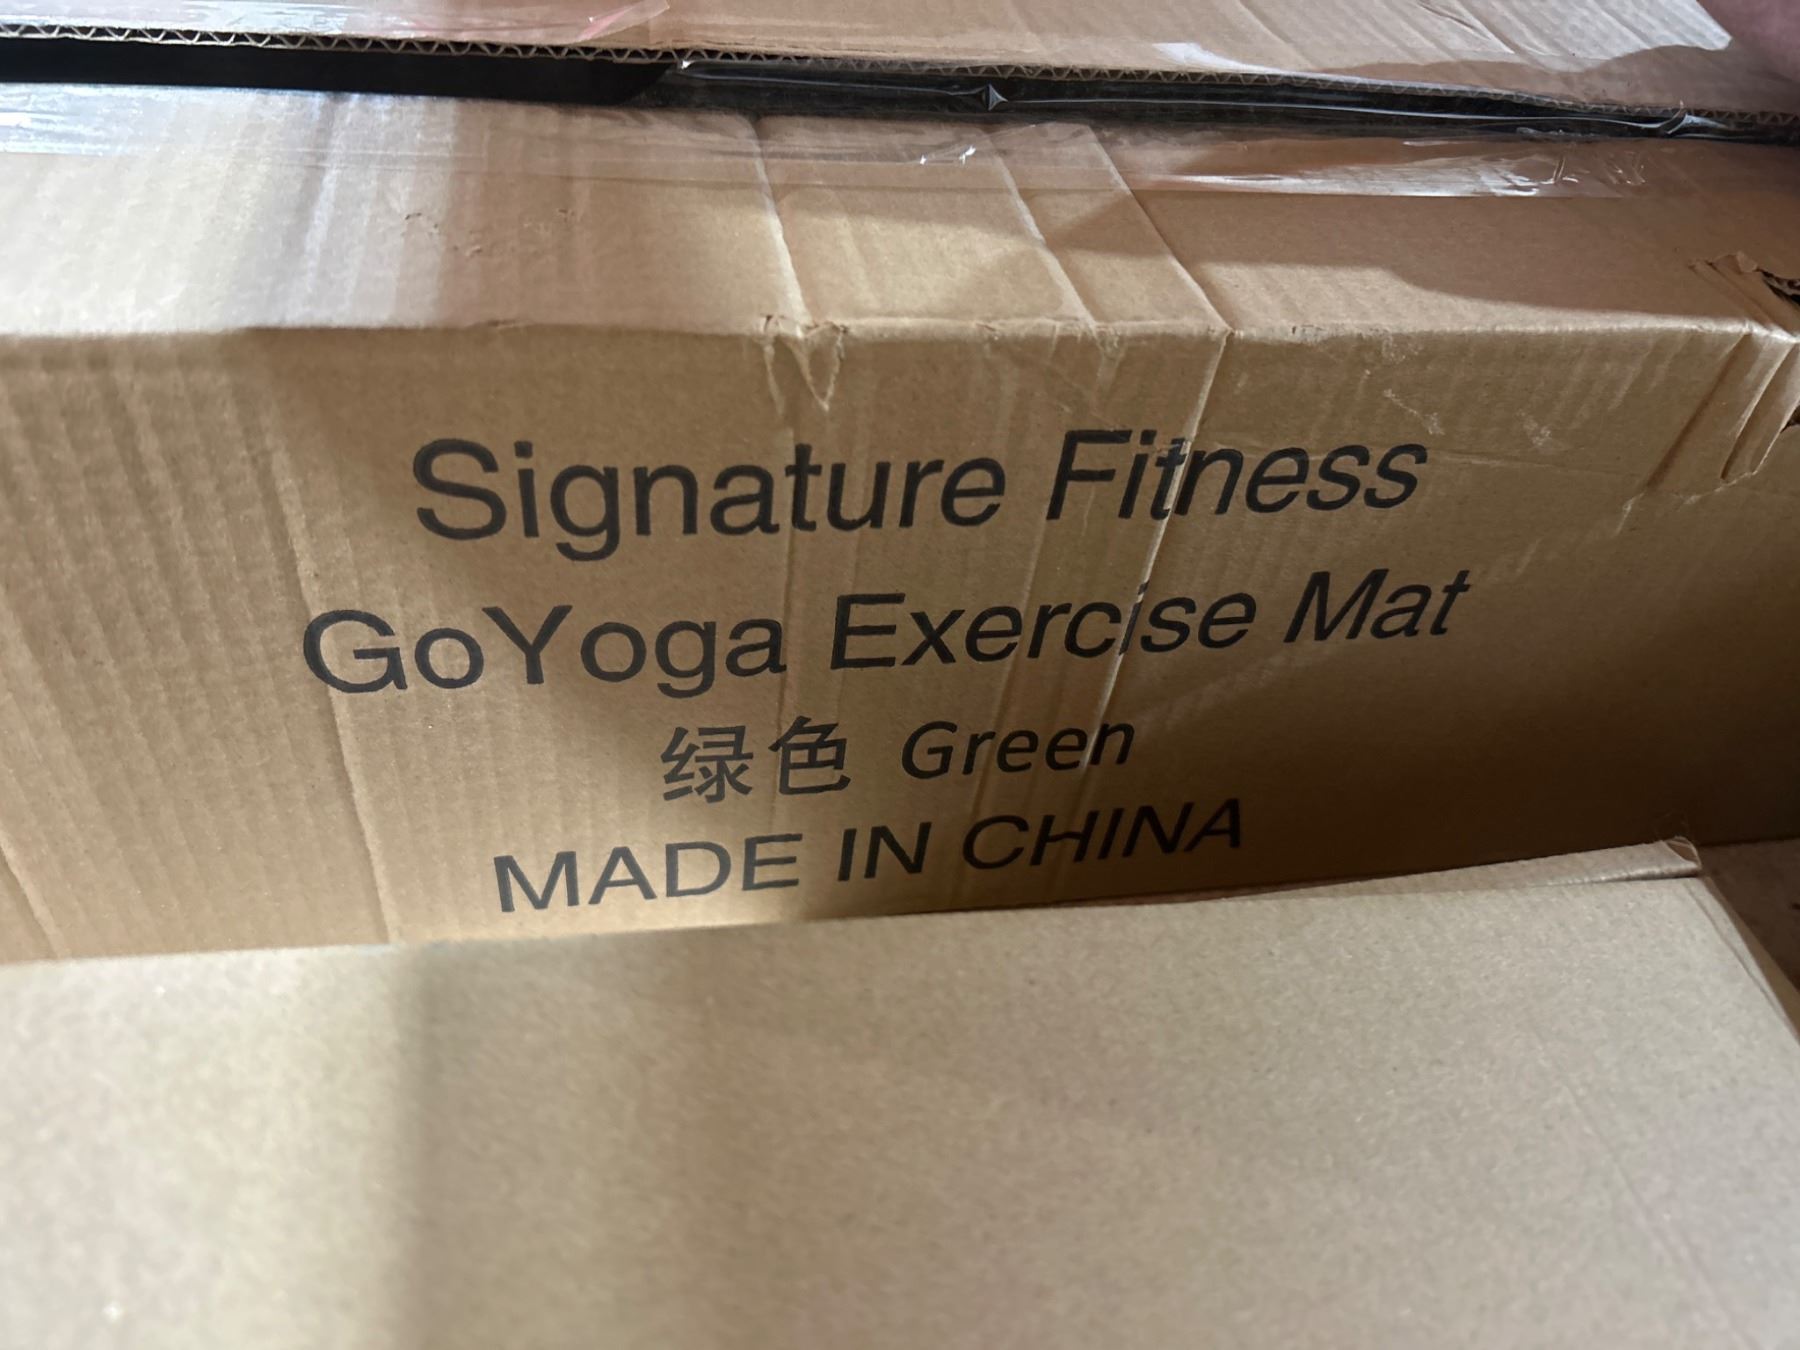 Signature Fitness
GoYoga Exercise Mat
绿色 Green
MADE IN CHINA